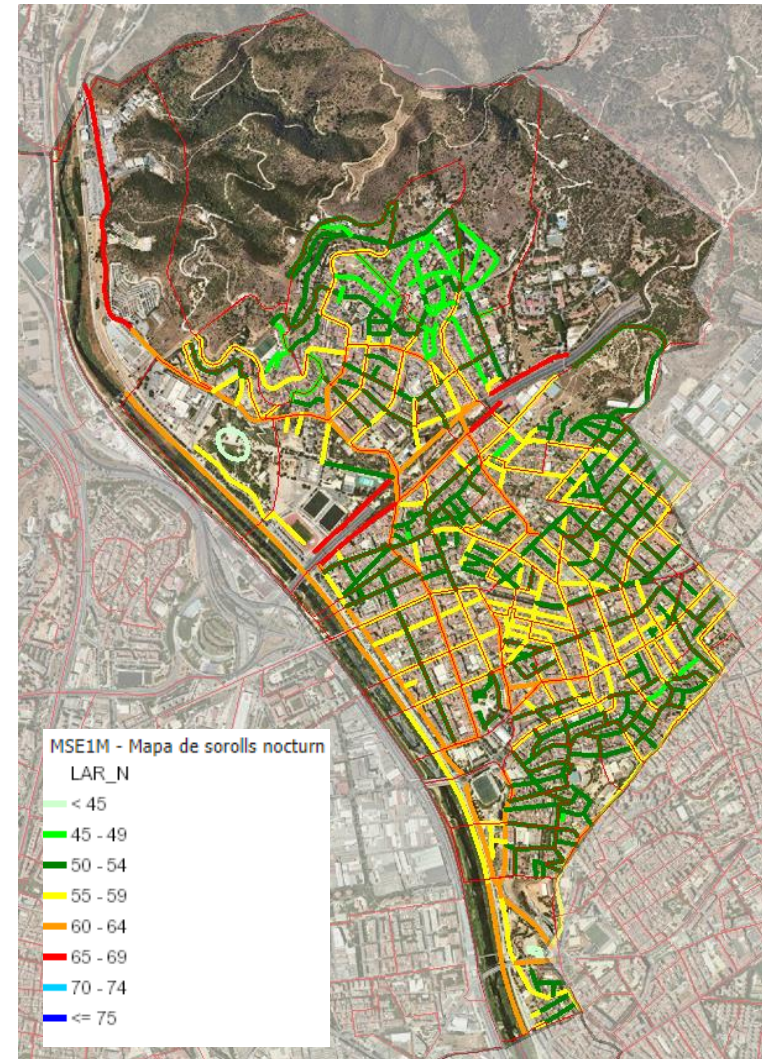 MSE1M - Mapa de sorolls nocturn
LAR_N
< 45
45 - 49
50 - 54
55 - 59
60 - 64
65 - 69
70 - 74
<= 75